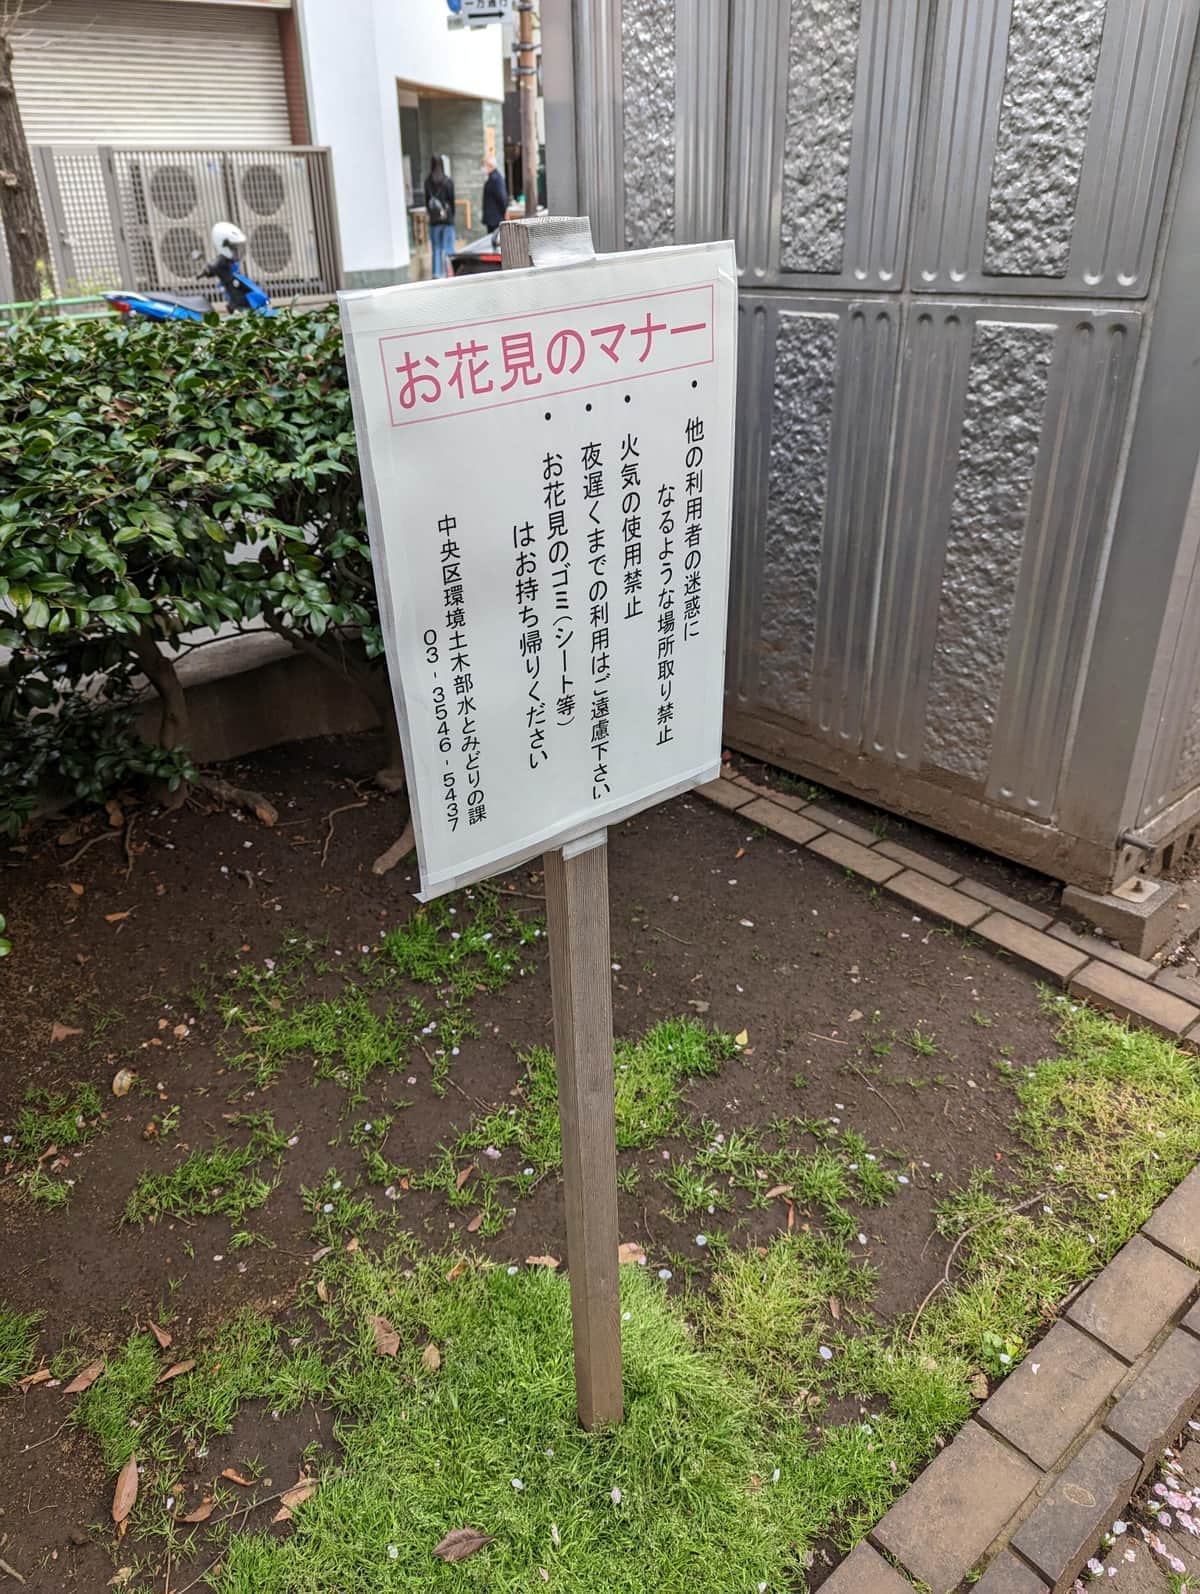 一方通行
お花見のマナー
・他の利用者の迷惑に
なるような場所取り禁止
・火気の使用禁止
・夜遅くまでの利用はご遠慮下さい
・お花見のゴミ(シート等)
はお持ち帰りください
中央区環境土木部水とみどりの課
03-3546-5437